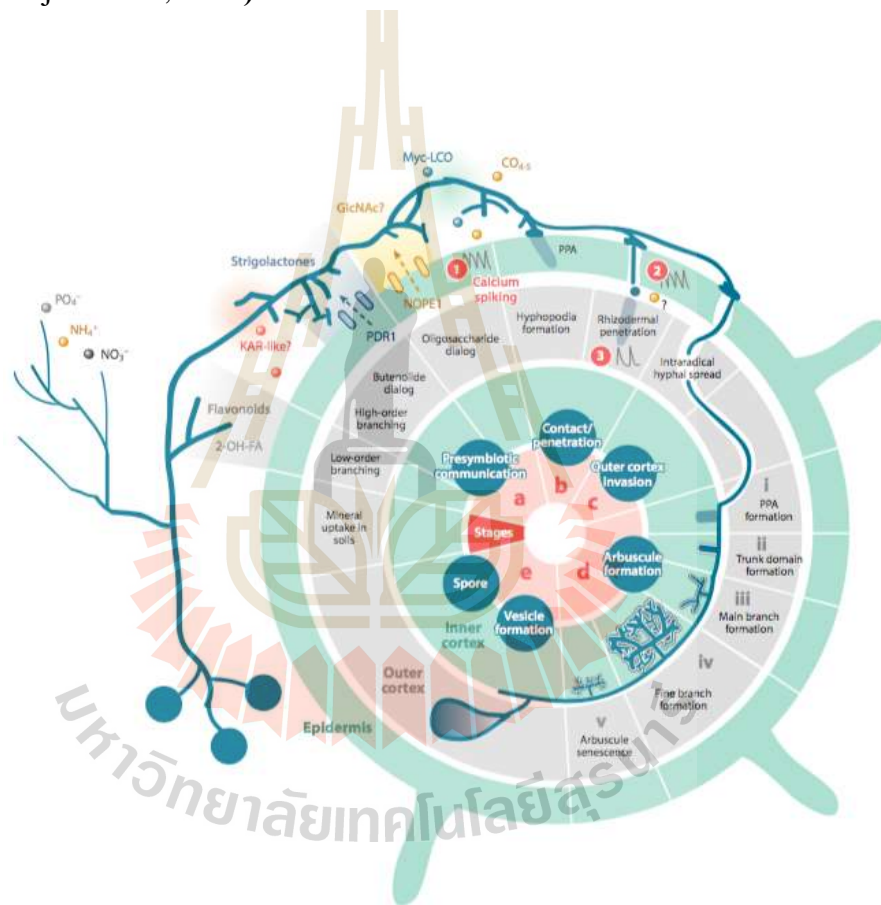 Myc-LCO
CO4-5
GlcNAc?
PPA
Strigolactones
1
2
Calcium
spiking
NOPE1
?
PO4−
Hyphopodia
formation
Rhizodermal
penetration
PDR1
NH4+
KAR-like?
Oligosaccharide
dialog
3
NO3−
Intraradical
hyphal spread
Butenolide
dialog
Flavonoids
High-order
branching
Contact/
penetration
2-OH-FA
Low-order
branching
Presymbiotic
communication
Outer cortex
invasion
a
b
c
i
PPA
formation
Mineral
uptake in
soils
Stages
ii
Trunk domain
formation
Arbuscule
formation
e
d
Spore
iii
Main branch
formation
Vesicle
formation
Inner
cortex
iv
Fine branch
formation
Outer
cortex
v
Arbuscule
senescence
Epidermis
มหาวิทยาลัยเทคโนโลยีสุรนารี